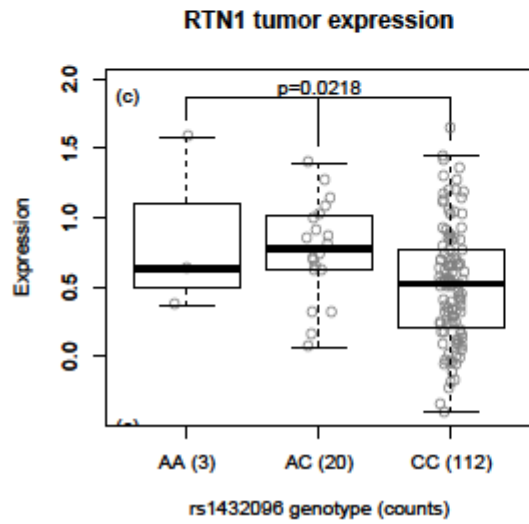 RTN1 tumor expression
(c)
p=0.0218
2.0
1.5
1.0
0.5
0.0
Expression
AA (3) AC (20) CC (112)
rs1432096 genotype (counts)